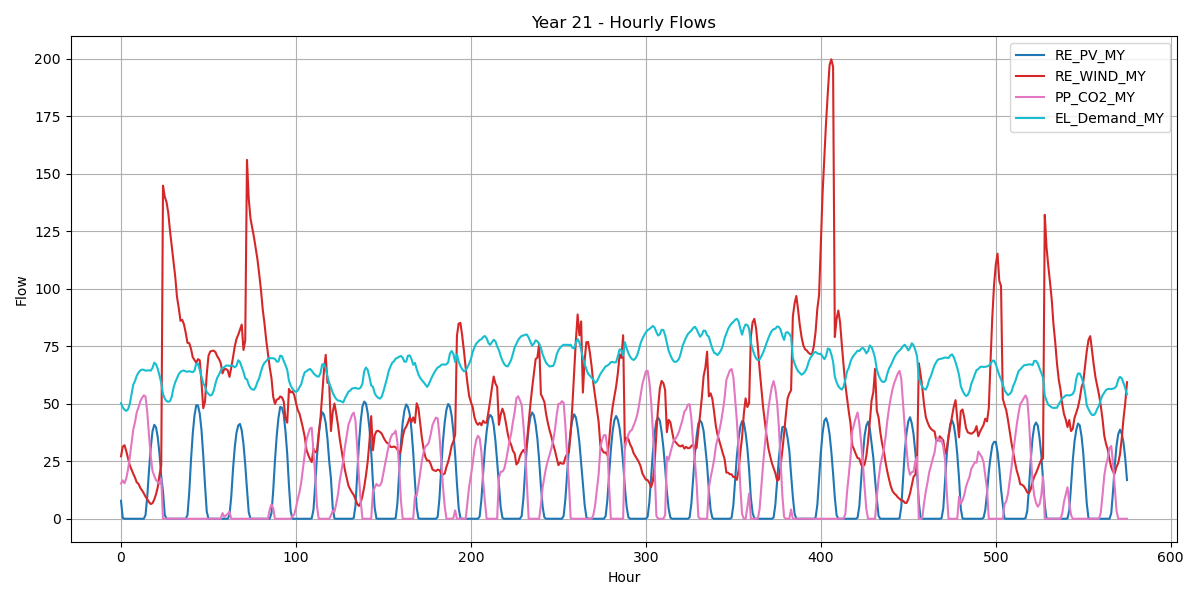 Year 21 - Hourly Flows
RE_PV_MY
RE_WIND_MY
PP_CO2_MY
EL_Demand_MY
Flow
200
175
150
125
100
75
50
25
0
0 100 200 300 400 500 600
Hour